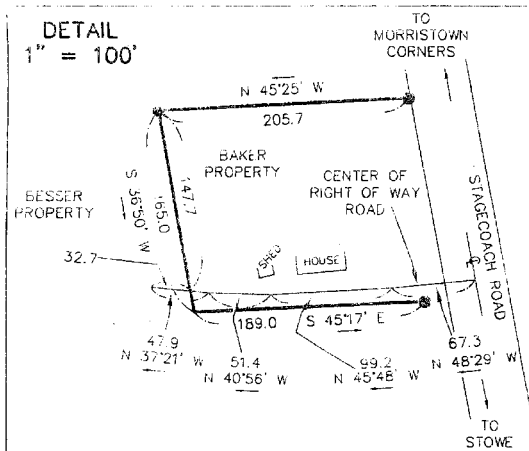 DETAIL
1" = 100'
TO
MORRISTOWN
CORNERS
N 45°25' W
205.7
BAKER
PROPERTY
BESSER
PROPERTY
S 36°50' W
165.0
147.7
CENTER OF
RIGHT OF WAY
ROAD
STAGECOACH ROAD
SHED
HOUSE
32.7
189.0
S 45°17' E
47.9
N 37°21' W
51.4
N 40°56' W
99.2
N 45°48' W
67.3
N 48°29' W
TO
STOWE